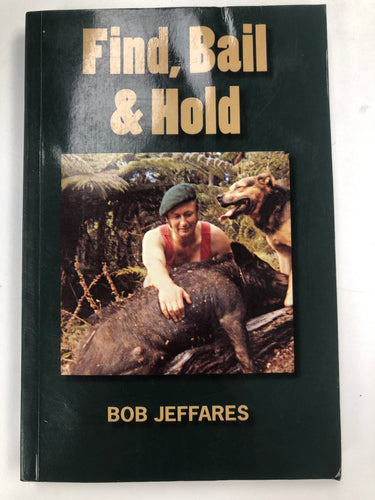 Find, Bail
& Hold
BOB JEFFARES